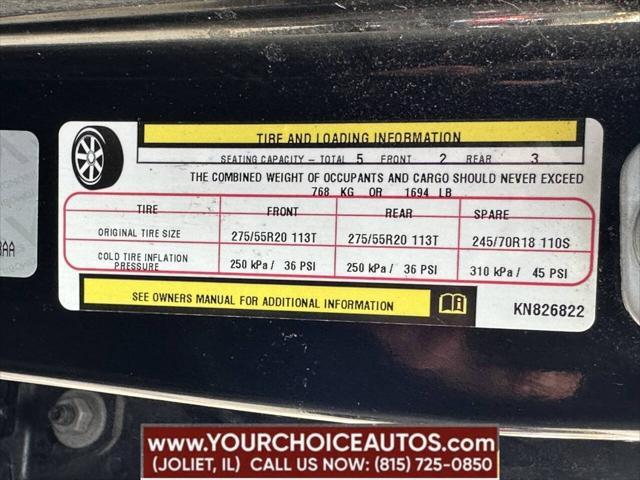 TIRE AND LOADING INFORMATION
SEATING CAPACITY – TOTAL 5 FRONT 2 REAR 3
THE COMBINED WEIGHT OF OCCUPANTS AND CARGO SHOULD NEVER EXCEED
768 KG OR 1694 LB
TIRE FRONT REAR SPARE
ORIGINAL TIRE SIZE 275/55R20 113T 275/55R20 113T 245/70R18 110S
COLD TIRE INFLATION
PRESSURE 250 kPa / 36 PSI 250 kPa / 36 PSI 310 kPa / 45 PSI
SEE OWNERS MANUAL FOR ADDITIONAL INFORMATION
KN826822
www.YOURCHOICEAUTOS.COM
(JOLIET, IL) CALL US NOW: (815) 725-0850